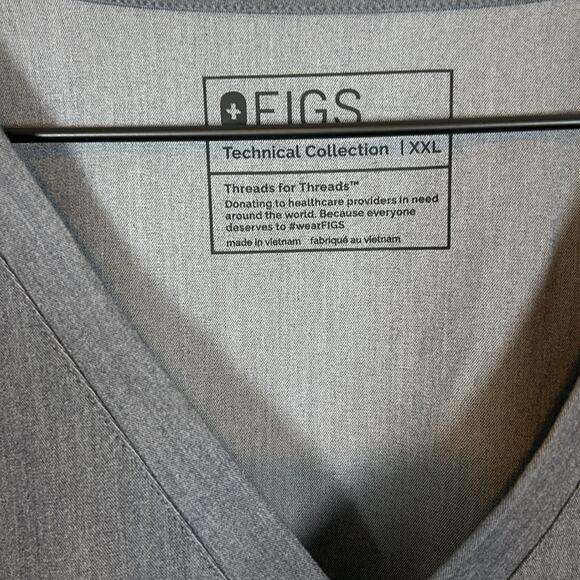 FIGS
Technical Collection | XXL
Threads for Threads™
Donating to healthcare providers in need
around the world. Because everyone
deserves to #wearFIGS
made in vietnam fabriqué au vietnam